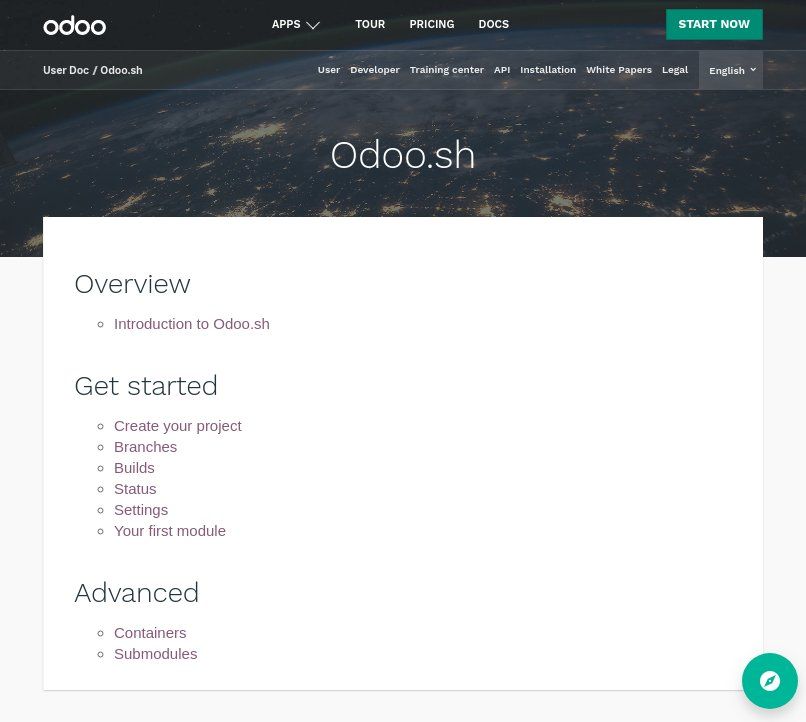 odoo APPS TOUR PRICING DOCS START NOW
User Doc / Odoo.sh User Developer Training center API Installation White Papers Legal English
Odoo.sh
Overview
Introduction to Odoo.sh
Get started
Create your project
Branches
Builds
Status
Settings
Your first module
Advanced
Containers
Submodules